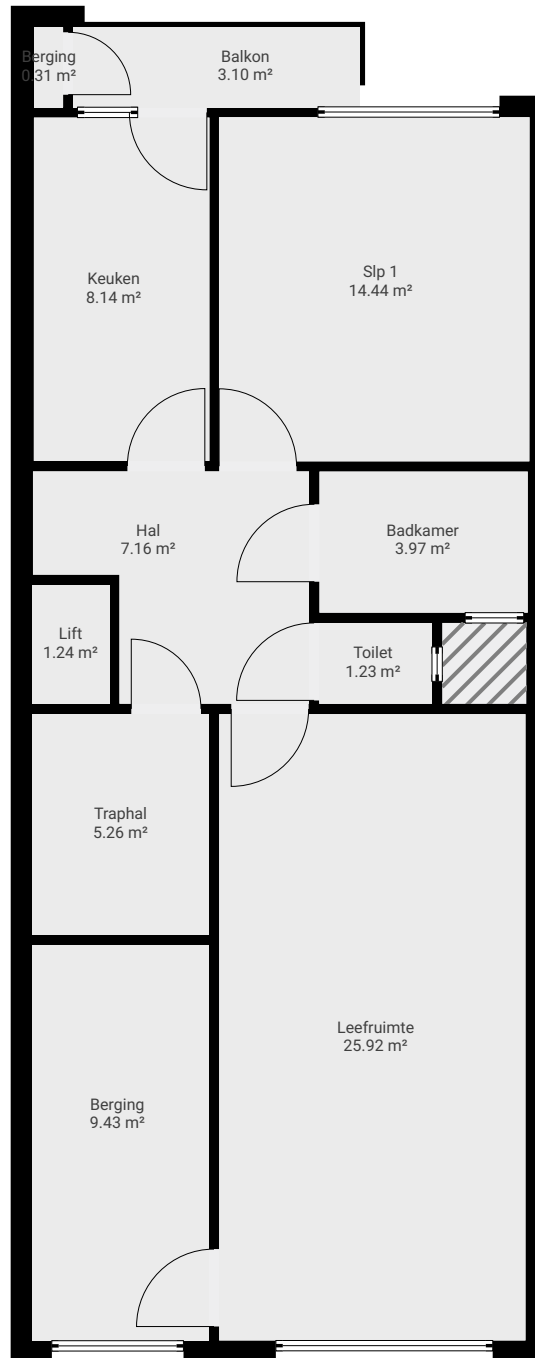 Berging
0.31 m²
Balkon
3.10 m²
Keuken
8.14 m²
Slp 1
14.44 m²
Hal
7.16 m²
Badkamer
3.97 m²
Lift
1.24 m²
Toilet
1.23 m²
Traphal
5.26 m²
Leefruimte
25.92 m²
Berging
9.43 m²